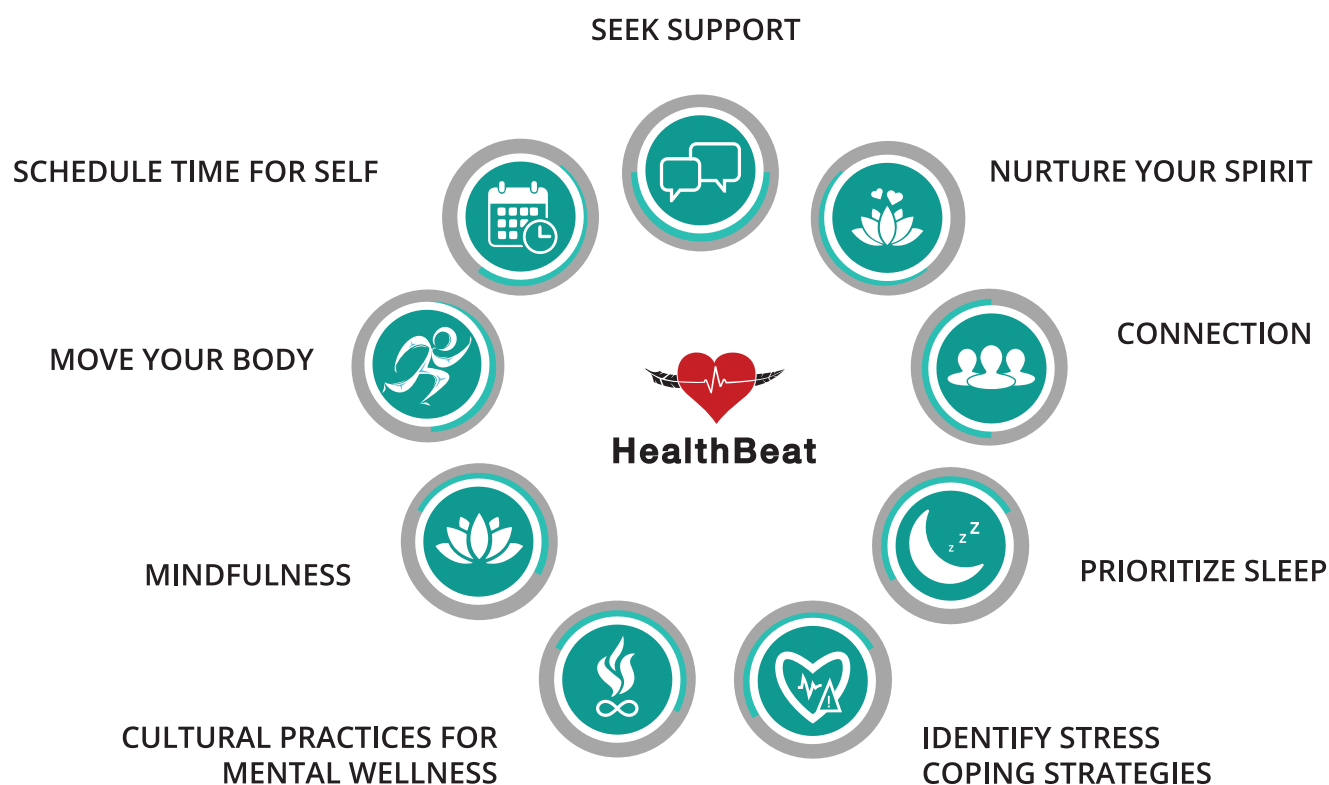 SEEK SUPPORT
SCHEDULE TIME FOR SELF
NURTURE YOUR SPIRIT
CONNECTION
MOVE YOUR BODY
HealthBeat
z z Z
PRIORITIZE SLEEP
MINDFULNESS
!
CULTURAL PRACTICES FOR
MENTAL WELLNESS
IDENTIFY STRESS
COPING STRATEGIES